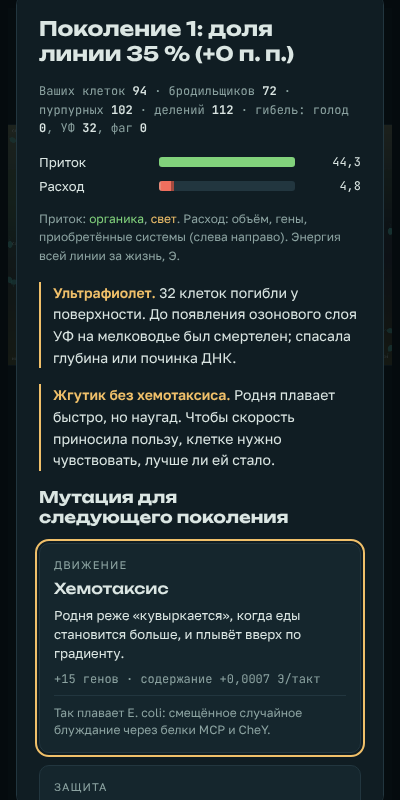 Поколение 1: доля
линии 35 % (+0 п. п.)
Ваших клеток 94 · бродильщиков 72 ·
пурпурных 102 · делений 112 · гибель: голод
0, УФ 32, фаг 0
Приток 44,3
Расход 4,8
Приток: органика, свет. Расход: объём, гены,
приобретённые системы (слева направо). Энергия
всей линии за жизнь, Э.
Ультрафиолет. 32 клеток погибли у
поверхности. До появления озонового слоя
УФ на мелководье был смертелен; спасала
глубина или починка ДНК.
Жгутик без хемотаксиса. Родня плавает
быстро, но наугад. Чтобы скорость
приносила пользу, клетке нужно
чувствовать, лучше ли ей стало.
Мутация для
следующего поколения
ДВИЖЕНИЕ
Хемотаксис
Родня реже «кувыркается», когда еды
становится больше, и плывёт вверх по
градиенту.
+15 генов · содержание +0,0007 Э/такт
Так плавает E. coli: смещённое случайное
блуждание через белки MCP и CheY.
ЗАЩИТА